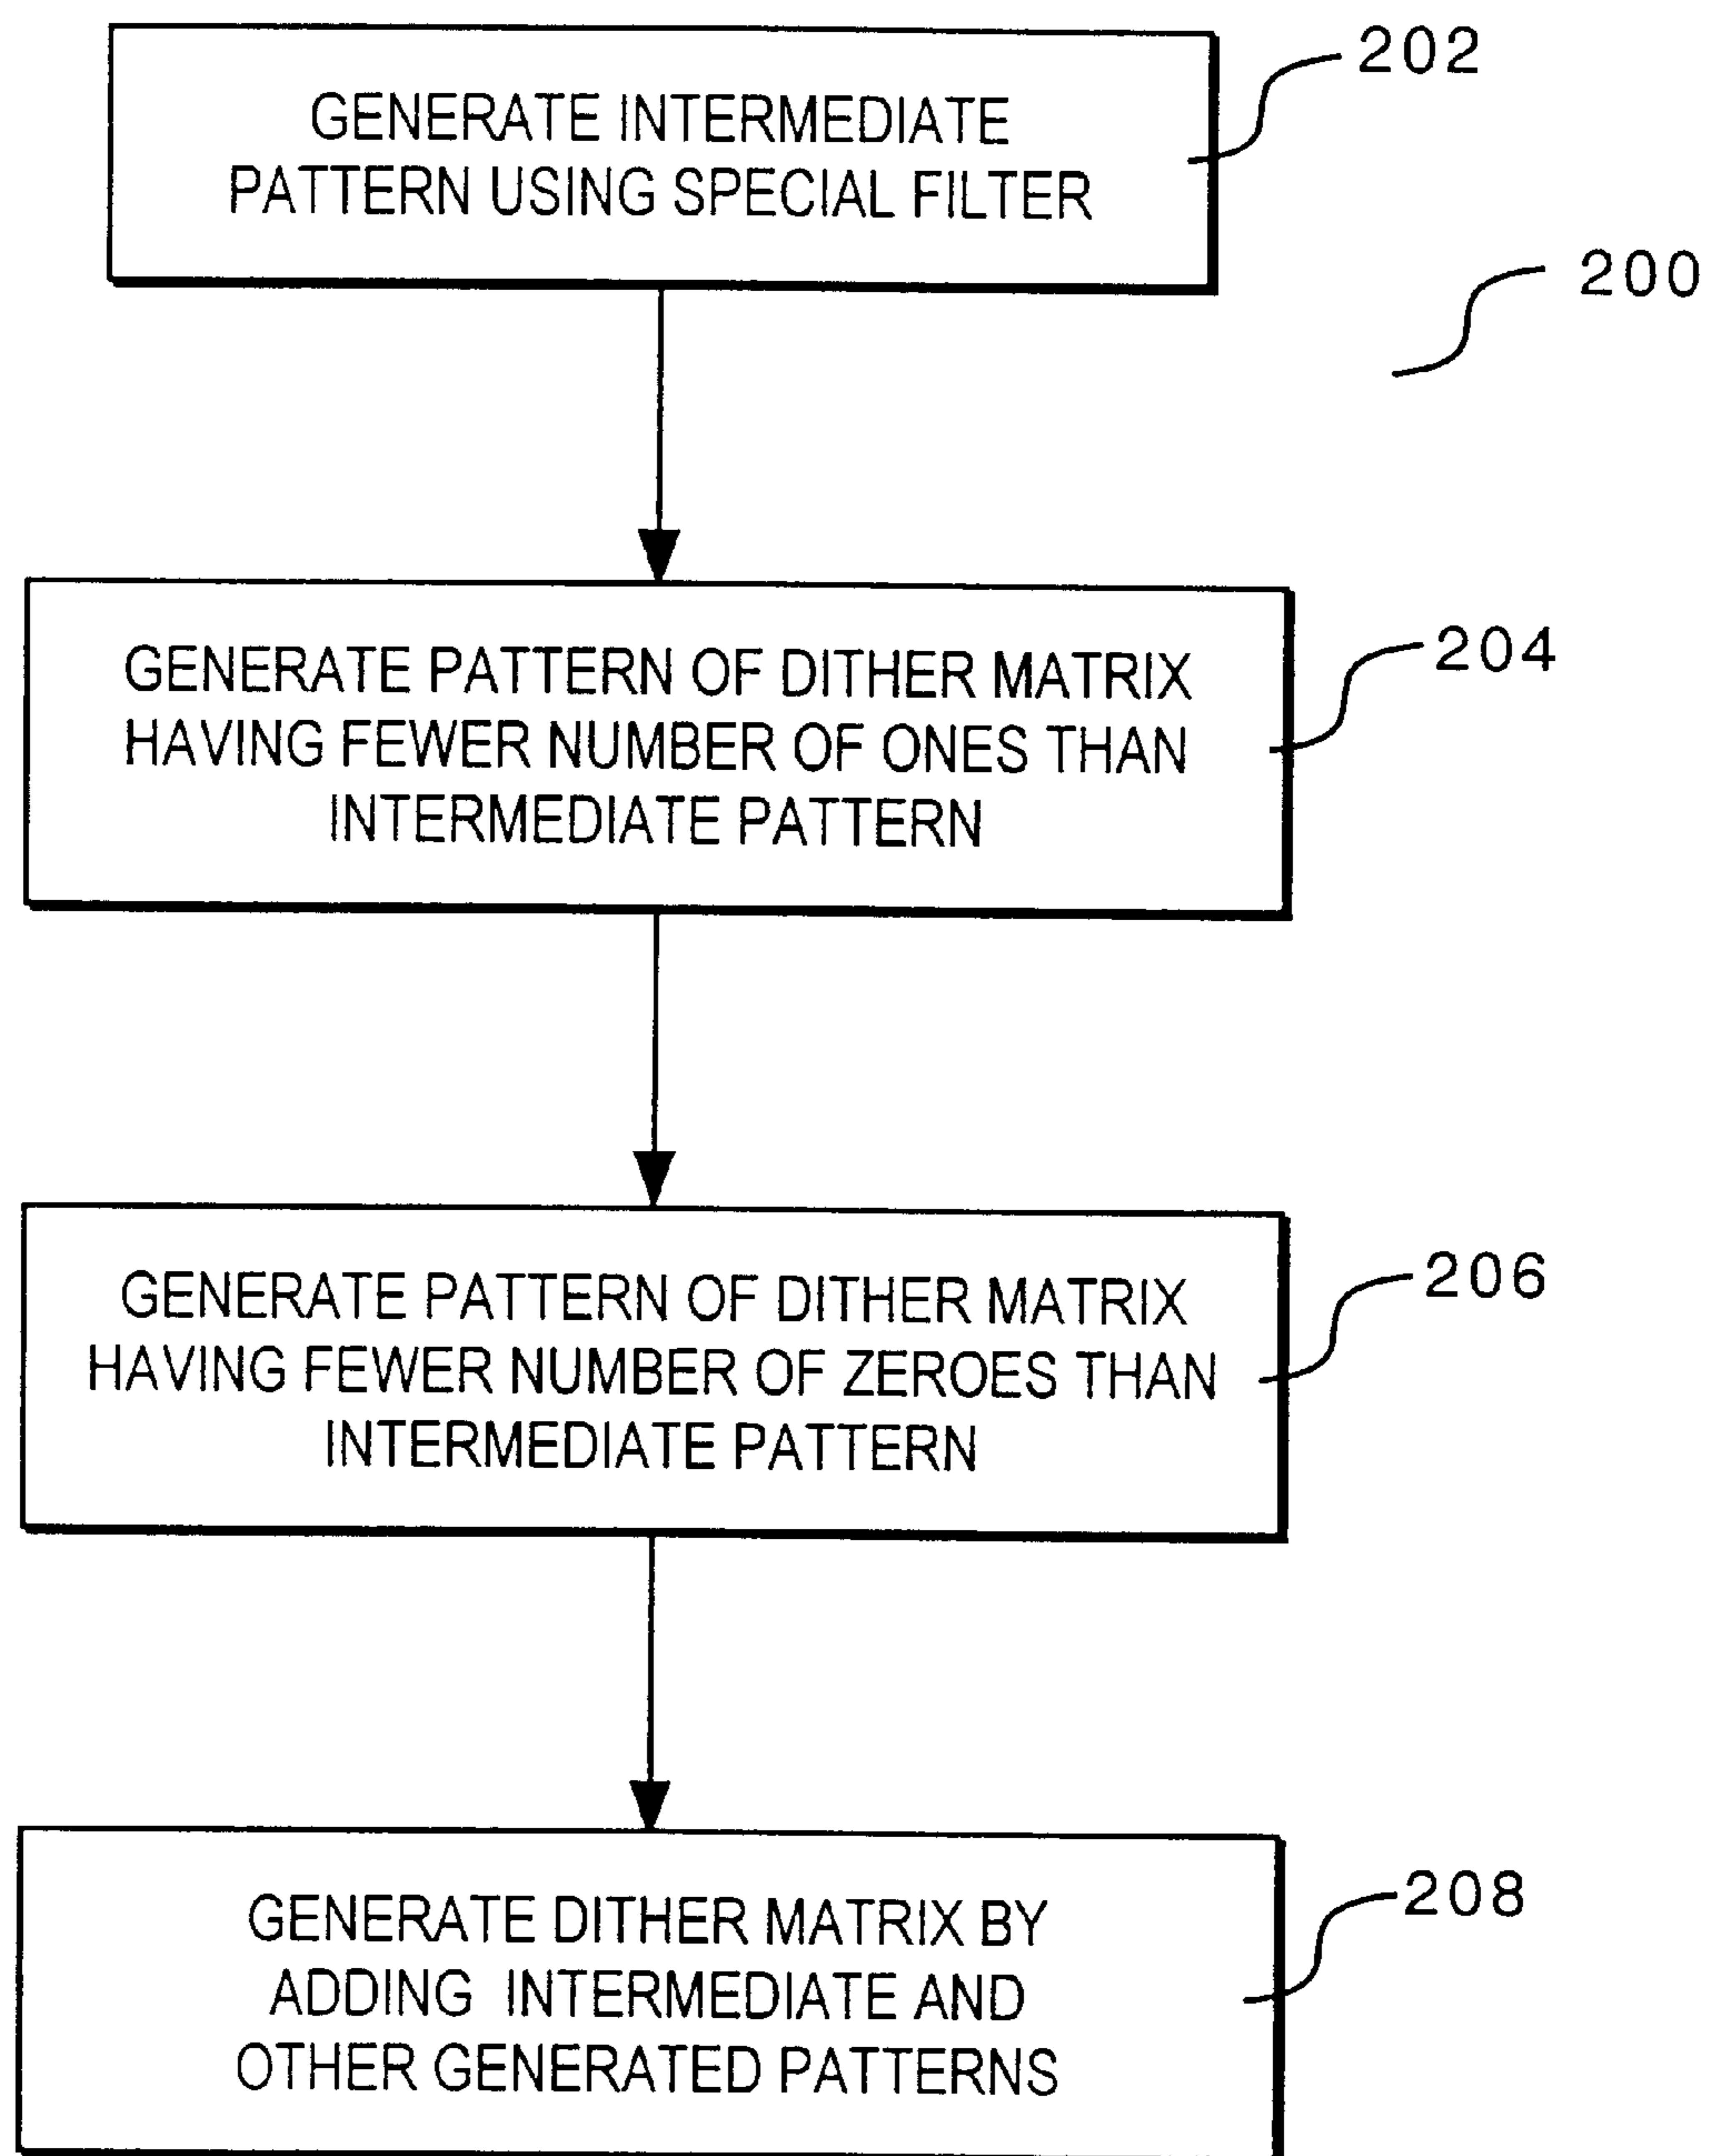 202
GENERATE INTERMEDIATE
PATTERN USING SPECIAL FILTER
200
204
GENERATE PATTERN OF DITHER MATRIX
HAVING FEWER NUMBER OF ONES THAN
INTERMEDIATE PATTERN
206
GENERATE PATTERN OF DITHER MATRIX
HAVING FEWER NUMBER OF ZEROES THAN
INTERMEDIATE PATTERN
208
GENERATE DITHER MATRIX BY
ADDING INTERMEDIATE AND
OTHER GENERATED PATTERNS